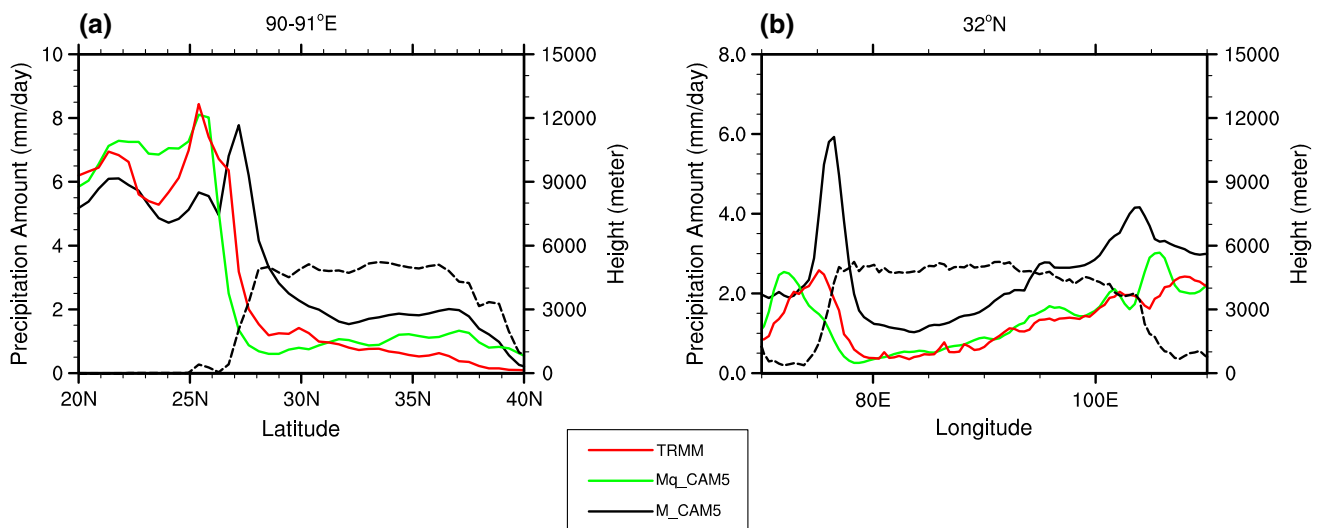 (a)
90-91°E
Precipitation Amount (mm/day)
10
8
6
4
2
0
15000
12000
9000
6000
3000
0
Height (meter)
20N 25N 30N 35N 40N
Latitude
(b)
32°N
Precipitation Amount (mm/day)
8.0
6.0
4.0
2.0
0.0
15000
12000
9000
6000
3000
0
Height (meter)
80E 100E
Longitude
TRMM
Mq_CAM5
M_CAM5